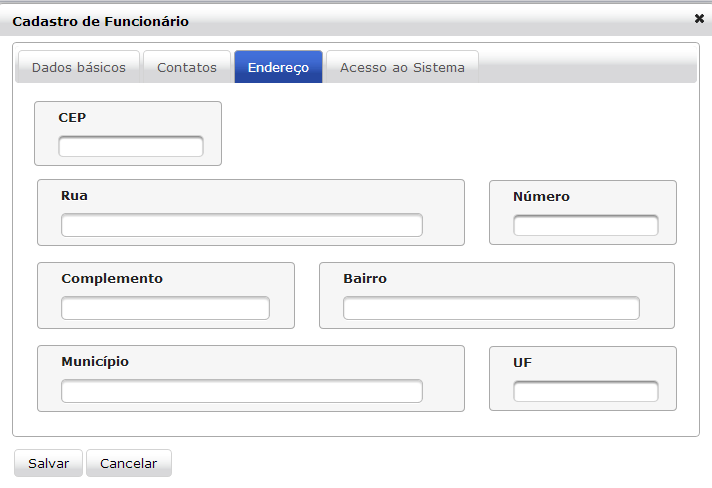 Cadastro de Funcionário
Dados básicos Contatos Endereço Acesso ao Sistema
CEP
Rua Número
Complemento Bairro
Município UF
Salvar Cancelar